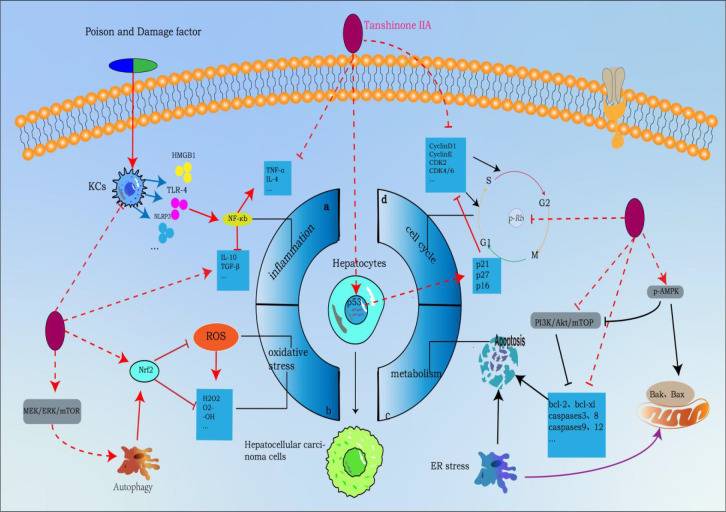 Poison and Damage factor
Tanshinone IIA
HMGB1
KCs
TLR-4
NLRP3
...
NF-κb
TNF-α
IL-4
...
IL-10
TGF-β
...
CyclinD1
CyclinE
CDK2
CDK4/6
...
S
G2
p-Rb
G1
M
p21
p27
p16
a
inflammation
d
cell cycle
Hepatocytes
p53
oxidative
stress
b
metabolism
c
ROS
Nrf2
H2O2
O2-
-OH
...
MEK/ERK/mTOR
Autophagy
Hepatocellular carci-
noma cells
p-AMPK
PI3K/Akt/mTOP
Apoptosis
bcl-2、bcl-xl
caspases3、8
caspases9、12
...
Bak、Bax
ER stress